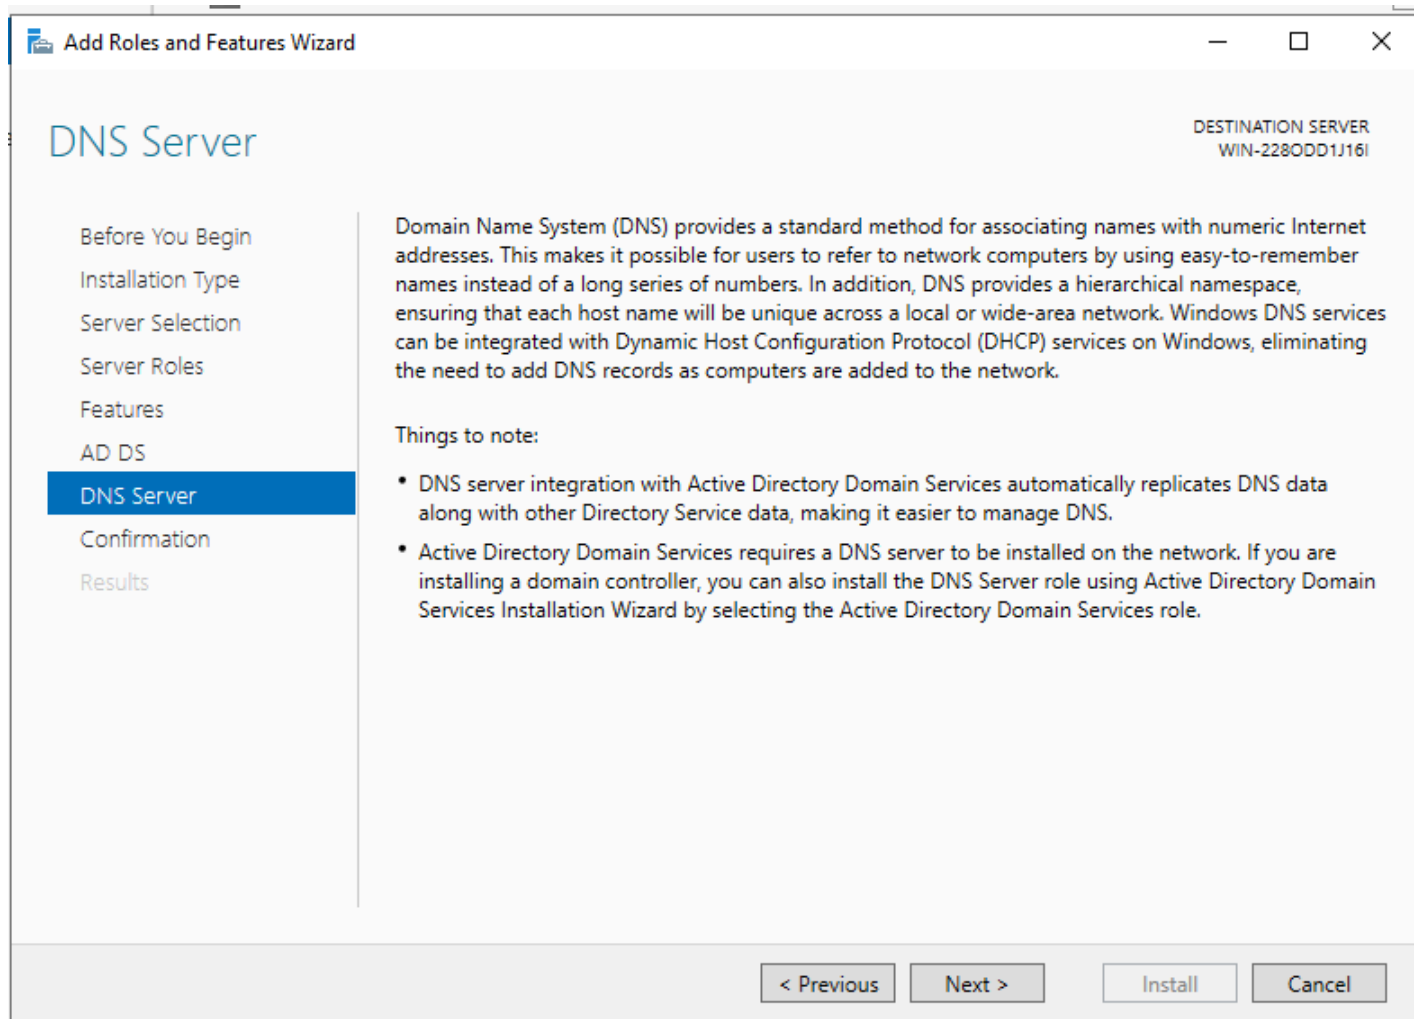 Add Roles and Features Wizard
DNS Server
DESTINATION SERVER
WIN-228ODD1J16I
Before You Begin
Installation Type
Server Selection
Server Roles
Features
AD DS
DNS Server
Confirmation
Results
Domain Name System (DNS) provides a standard method for associating names with numeric Internet
addresses. This makes it possible for users to refer to network computers by using easy-to-remember
names instead of a long series of numbers. In addition, DNS provides a hierarchical namespace,
ensuring that each host name will be unique across a local or wide-area network. Windows DNS services
can be integrated with Dynamic Host Configuration Protocol (DHCP) services on Windows, eliminating
the need to add DNS records as computers are added to the network.
Things to note:
• DNS server integration with Active Directory Domain Services automatically replicates DNS data
along with other Directory Service data, making it easier to manage DNS.
• Active Directory Domain Services requires a DNS server to be installed on the network. If you are
installing a domain controller, you can also install the DNS Server role using Active Directory Domain
Services Installation Wizard by selecting the Active Directory Domain Services role.
< Previous
Next >
Install
Cancel